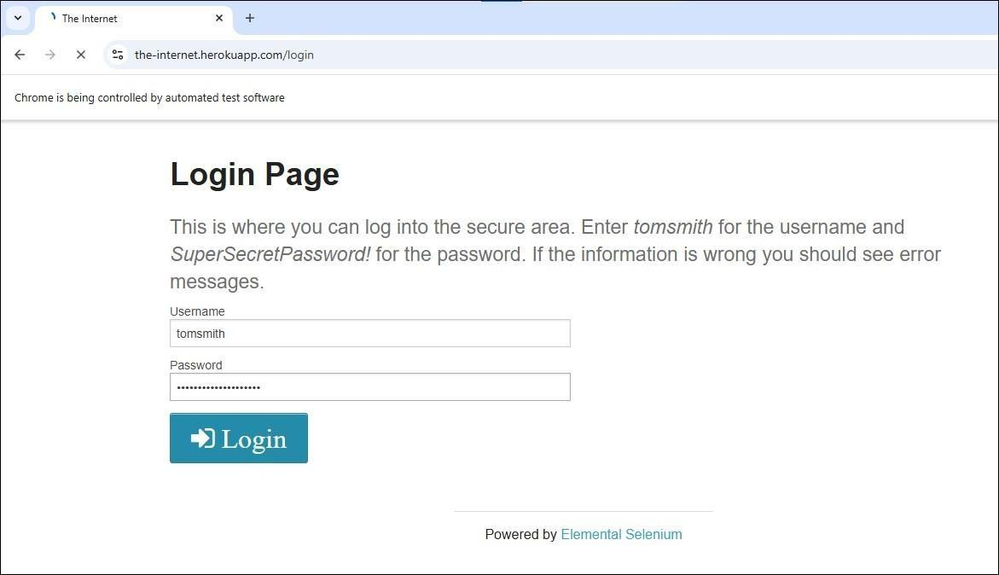 The Internet
the-internet.herokuapp.com/login
Chrome is being controlled by automated test software
Login Page
This is where you can log into the secure area. Enter tomsmith for the username and
SuperSecretPassword! for the password. If the information is wrong you should see error
messages.
Username
tomsmith
Password
••••••••••••••••••••
Login
Powered by Elemental Selenium